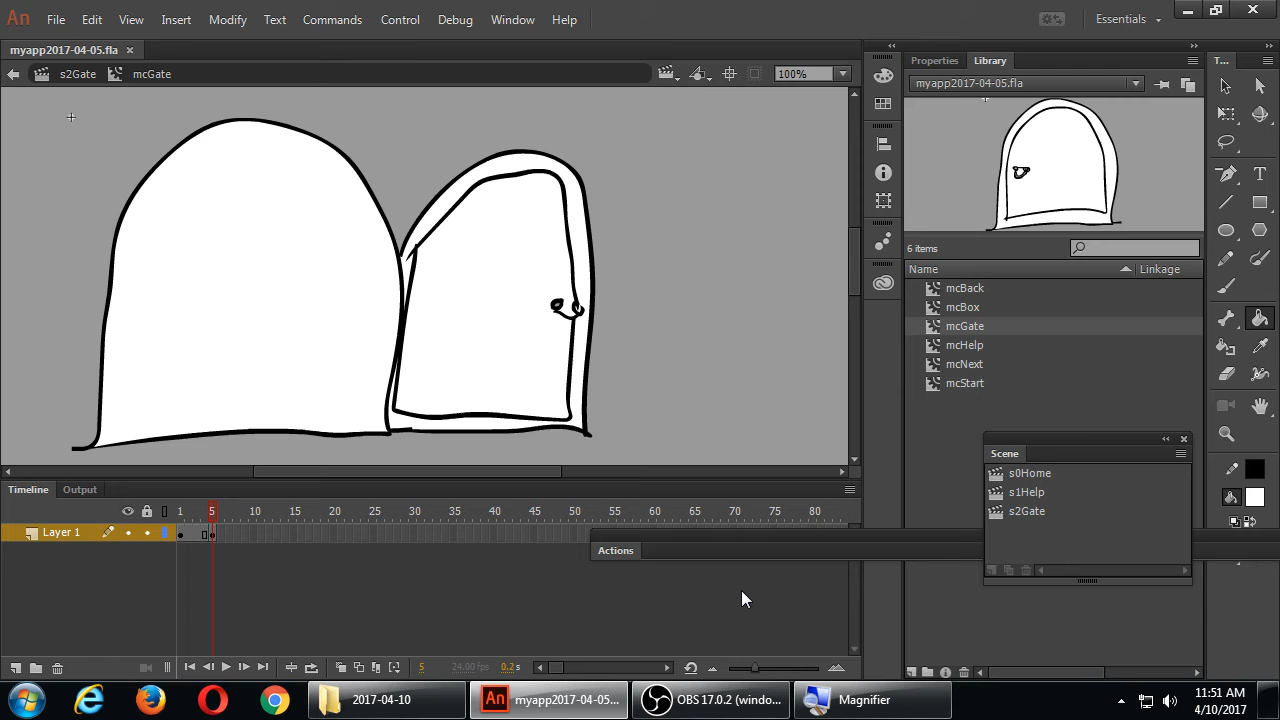 An File Edit View Insert Modify Text Commands Control Debug Window Help Essentials
myapp2017-04-05.fla ×
s2Gate mcGate 100%
Properties Library T...
myapp2017-04-05.fla
6 items
Name Linkage
mcBack
mcBox
mcGate
mcHelp
mcNext
mcStart
Scene
s0Home
s1Help
s2Gate
Timeline Output
1 5 10 15 20 25 30 35 40 45 50 55 60 65 70 75 80
Layer 1
Actions
5 24.00 fps 0.2 s
2017-04-10 An myapp2017-04-05... OBS 17.0.2 (windo... Magnifier 11:51 AM
4/10/2017